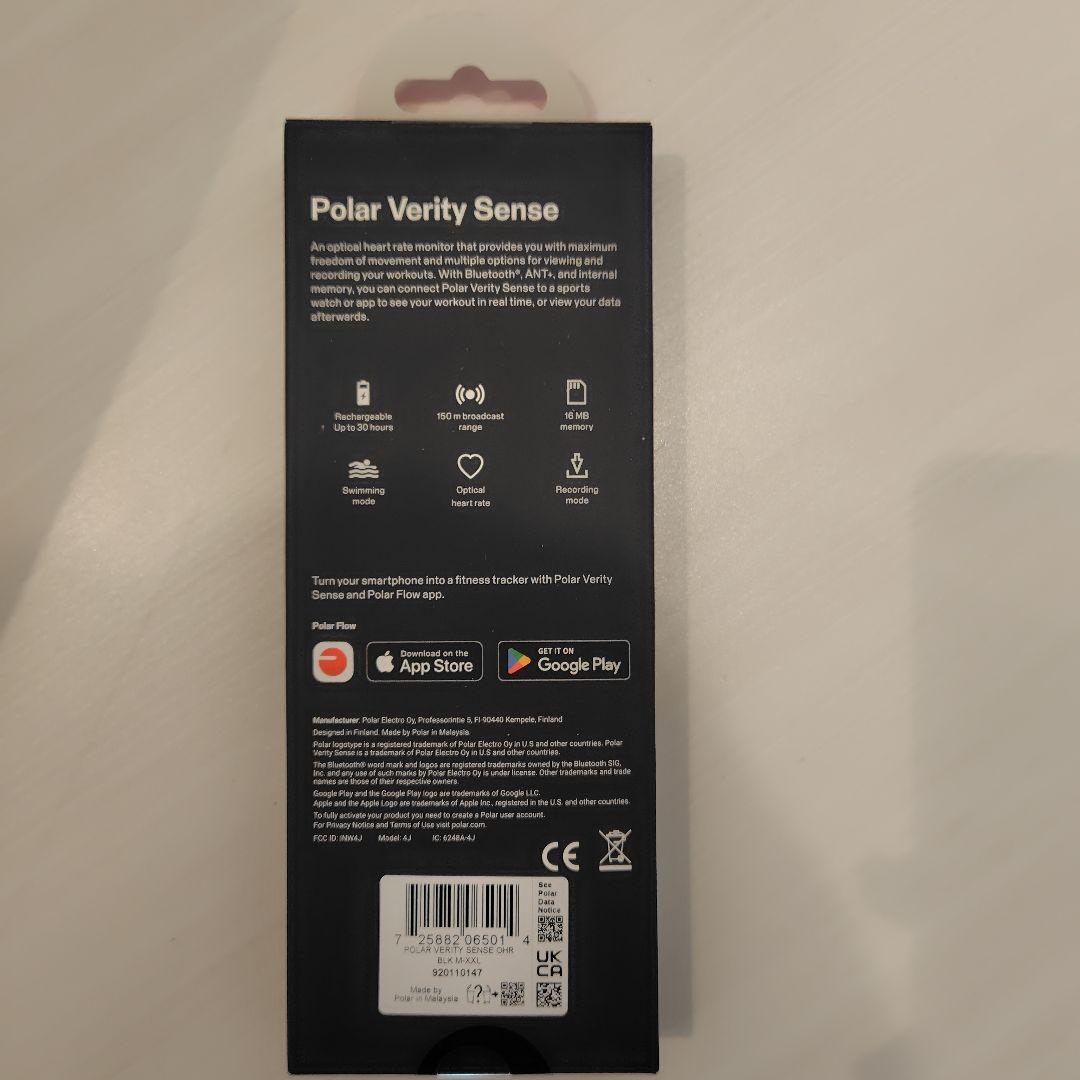 Polar Verity Sense
An optical heart rate monitor that provides you with maximum
freedom of movement and multiple options for viewing and
recording your workouts. With Bluetooth®, ANT+, and internal
memory, you can connect Polar Verity Sense to a sports
watch or app to see your workout in real time, or view your data
afterwards.
Rechargeable
Up to 30 hours
150 m broadcast
range
16 MB
memory
Swimming
mode
Optical
heart rate
Recording
mode
Turn your smartphone into a fitness tracker with Polar Verity
Sense and Polar Flow app.
Polar Flow
Download on the
App Store
GET IT ON
Google Play
Manufacturer: Polar Electro Oy, Professorintie 5, FI-90440 Kempele, Finland
Designed in Finland. Made by Polar in Malaysia.
Polar logotype is a registered trademark of Polar Electro Oy in U.S and other countries. Polar
Verity Sense is a trademark of Polar Electro Oy in U.S and other countries.
The Bluetooth® word mark and logos are registered trademarks owned by the Bluetooth SIG,
Inc. and any use of such marks by Polar Electro Oy is under license. Other trademarks and trade
names are those of their respective owners.
Google Play and the Google Play logo are trademarks of Google LLC.
Apple and the Apple Logo are trademarks of Apple Inc., registered in the U.S. and other countries.
To fully activate your product you need to create a Polar user account.
For Privacy Notice and Terms of Use visit polar.com.
FCC ID: INW4J Model: 4J IC: 6248A-4J
CE
See
Polar
Data
Notice
7 25882 06501 4
POLAR VERITY SENSE OHR
BLK M-XXL
920110147
UK
CA
Made by
Polar in Malaysia
?